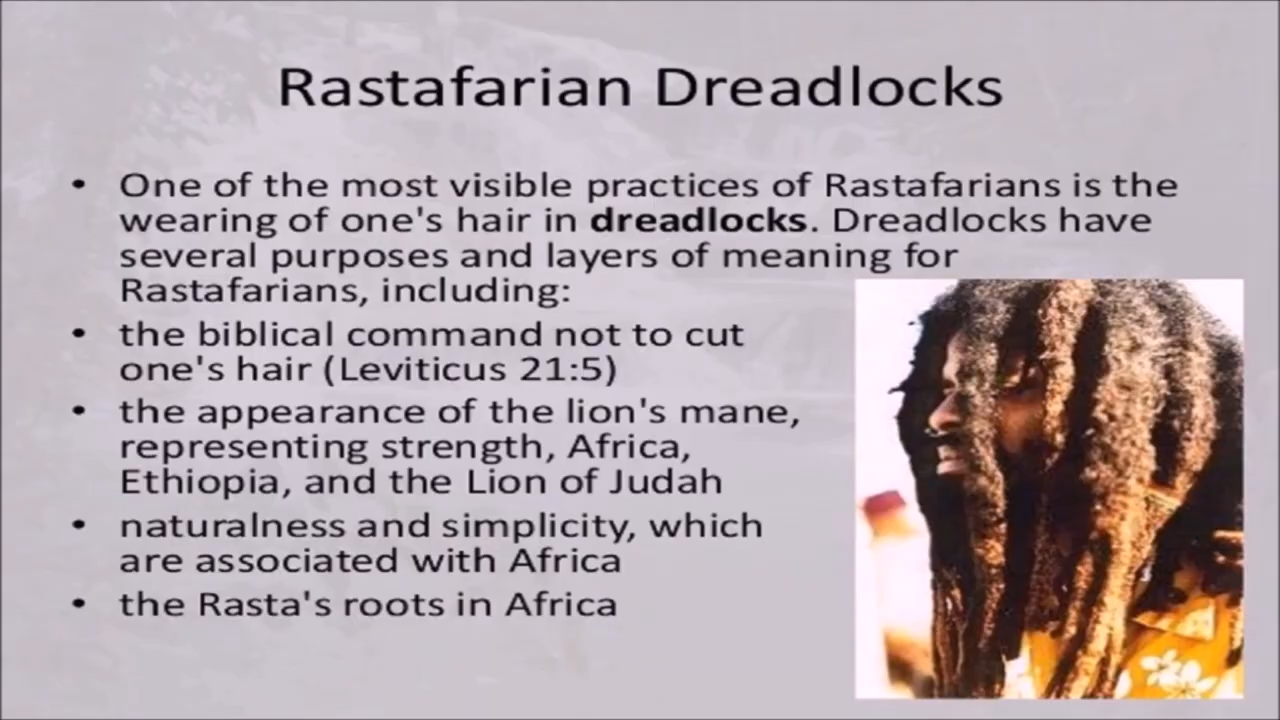 Rastafarian Dreadlocks
• One of the most visible practices of Rastafarians is the
wearing of one's hair in dreadlocks. Dreadlocks have
several purposes and layers of meaning for
Rastafarians, including:
• the biblical command not to cut
one's hair (Leviticus 21:5)
• the appearance of the lion's mane,
representing strength, Africa,
Ethiopia, and the Lion of Judah
• naturalness and simplicity, which
are associated with Africa
• the Rasta's roots in Africa